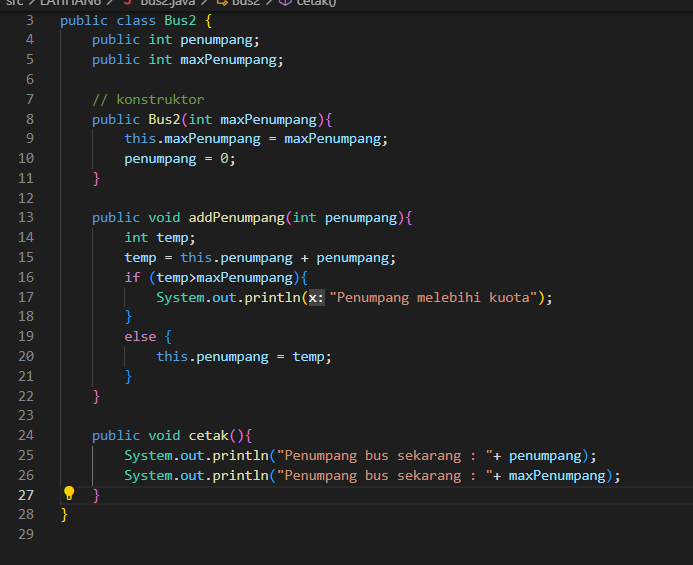 src > LATIHAN6 > Bus2.java > Bus2 > cetak()
3 public class Bus2 {
4 public int penumpang;
5 public int maxPenumpang;
6
7 // konstruktor
8 public Bus2(int maxPenumpang){
9 this.maxPenumpang = maxPenumpang;
10 penumpang = 0;
11 }
12
13 public void addPenumpang(int penumpang){
14 int temp;
15 temp = this.penumpang + penumpang;
16 if (temp>maxPenumpang){
17 System.out.println(x: "Penumpang melebihi kuota");
18 }
19 else {
20 this.penumpang = temp;
21 }
22 }
23
24 public void cetak(){
25 System.out.println("Penumpang bus sekarang : "+ penumpang);
26 System.out.println("Penumpang bus sekarang : "+ maxPenumpang);
27 }
28 }
29